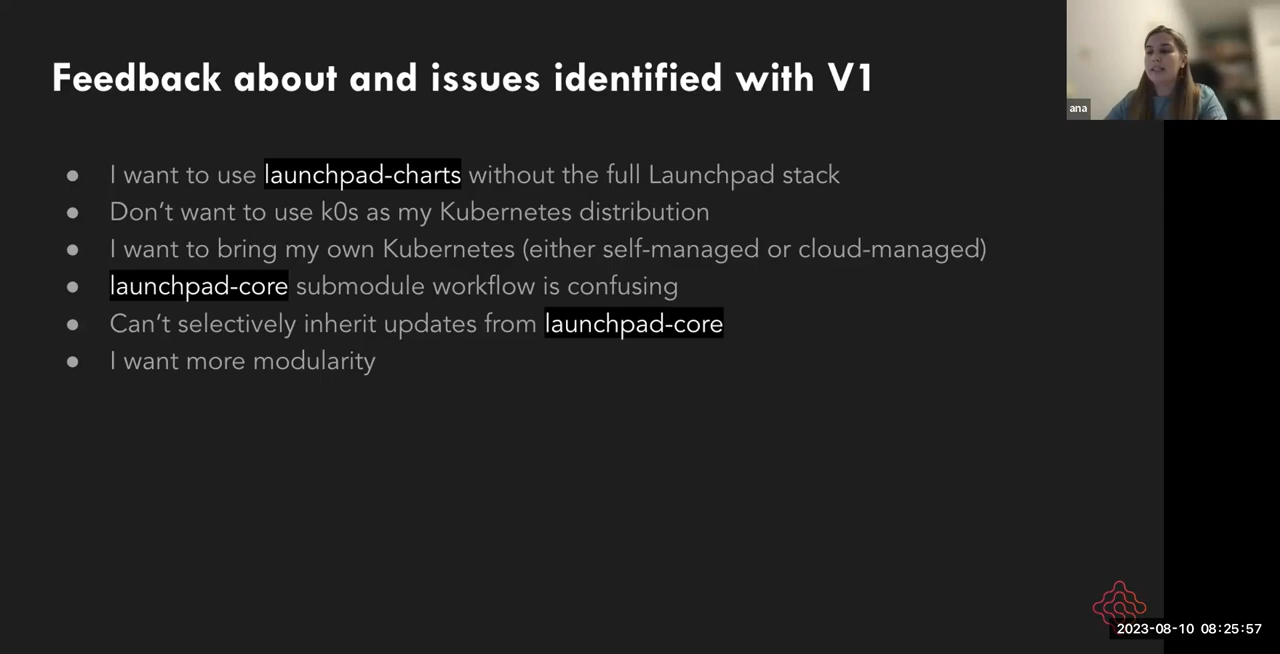 Feedback about and issues identified with V1
ana
● I want to use launchpad-charts without the full Launchpad stack
● Don’t want to use k0s as my Kubernetes distribution
● I want to bring my own Kubernetes (either self-managed or cloud-managed)
● launchpad-core submodule workflow is confusing
● Can’t selectively inherit updates from launchpad-core
● I want more modularity
2023-08-10 08:25:57